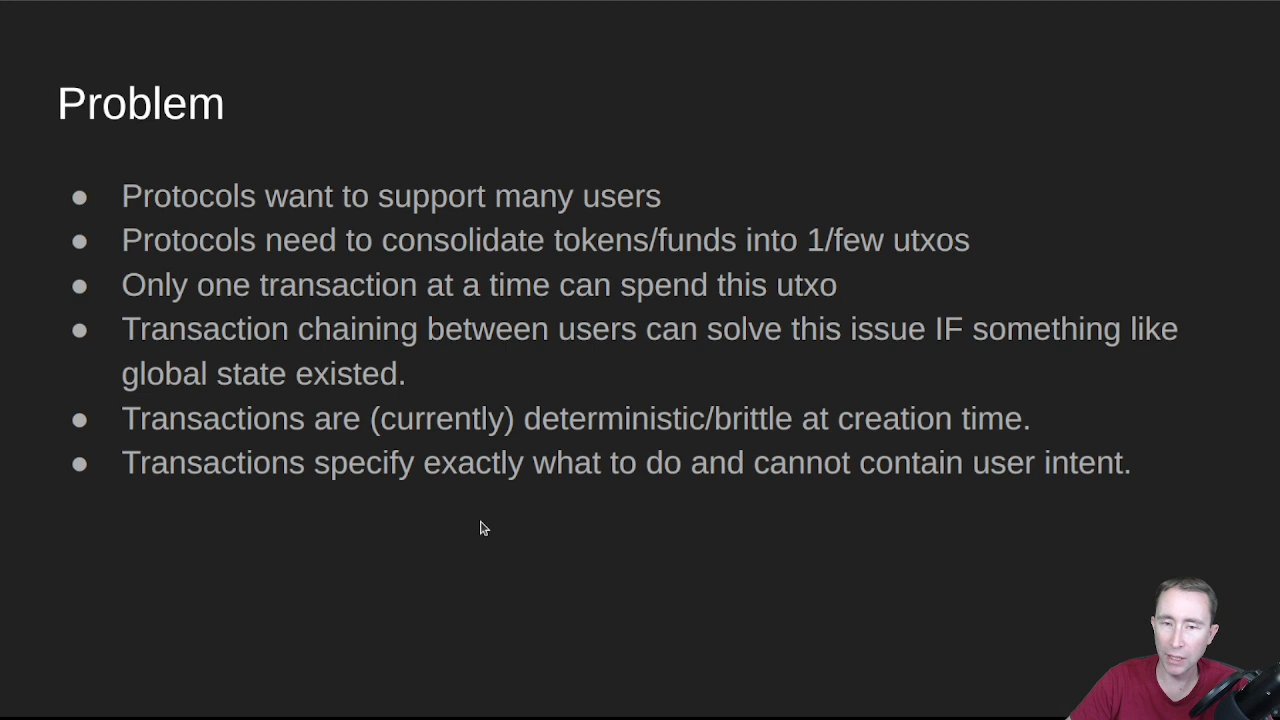 Problem
● Protocols want to support many users
● Protocols need to consolidate tokens/funds into 1/few utxos
● Only one transaction at a time can spend this utxo
● Transaction chaining between users can solve this issue IF something like
global state existed.
● Transactions are (currently) deterministic/brittle at creation time.
● Transactions specify exactly what to do and cannot contain user intent.